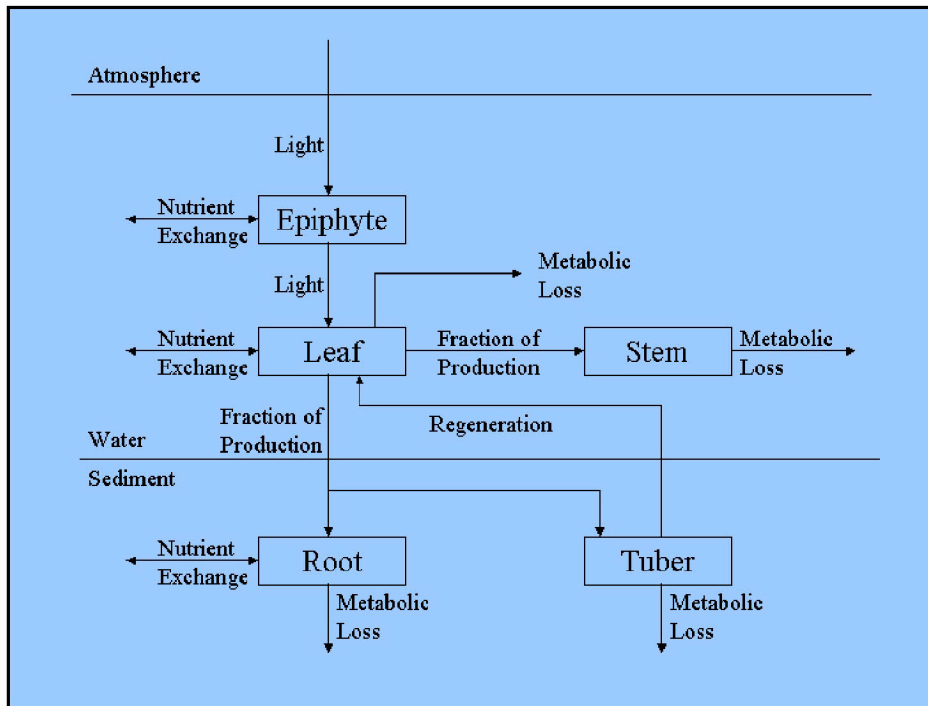 Atmosphere
Light
Nutrient
Exchange
Epiphyte
Light
Metabolic
Loss
Nutrient
Exchange
Leaf
Fraction of
Production
Stem
Metabolic
Loss
Fraction of
Production
Regeneration
Water
Sediment
Nutrient
Exchange
Root
Tuber
Metabolic
Loss
Metabolic
Loss